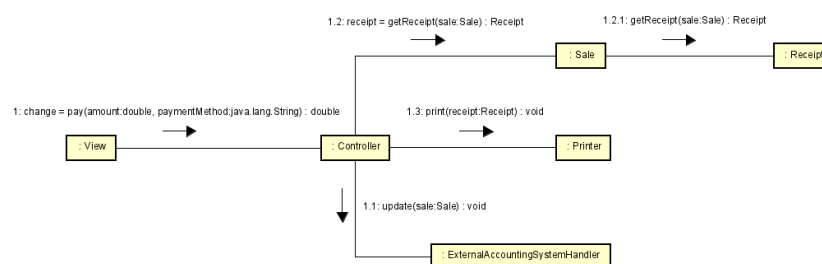 1.2: receipt = getReceipt(sale:Sale) : Receipt
1.2.1: getReceipt(sale:Sale) : Receipt
: Sale
: Receipt
1: change = pay(amount:double, paymentMethod:java.lang.String) : double
1.3: print(receipt:Receipt) : void
: View
: Controller
: Printer
1.1: update(sale:Sale) : void
: ExternalAccountingSystemHandler